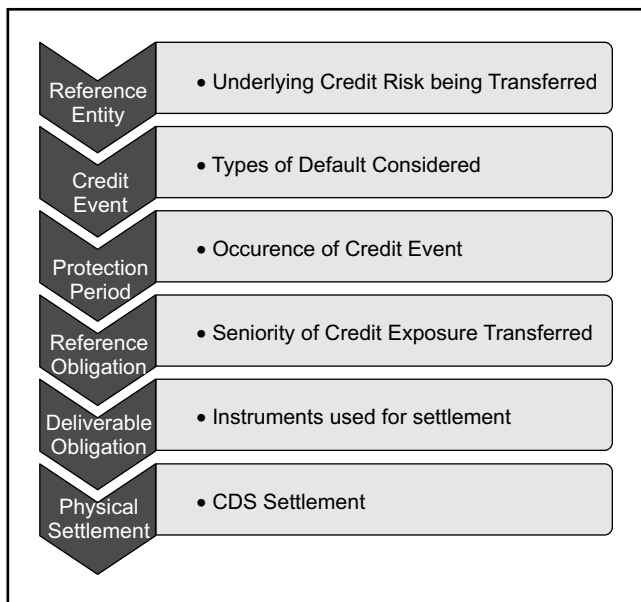 Reference
Entity
• Underlying Credit Risk being Transferred
Credit
Event
• Types of Default Considered
Protection
Period
• Occurence of Credit Event
Reference
Obligation
• Seniority of Credit Exposure Transferred
Deliverable
Obligation
• Instruments used for settlement
Physical
Settlement
• CDS Settlement